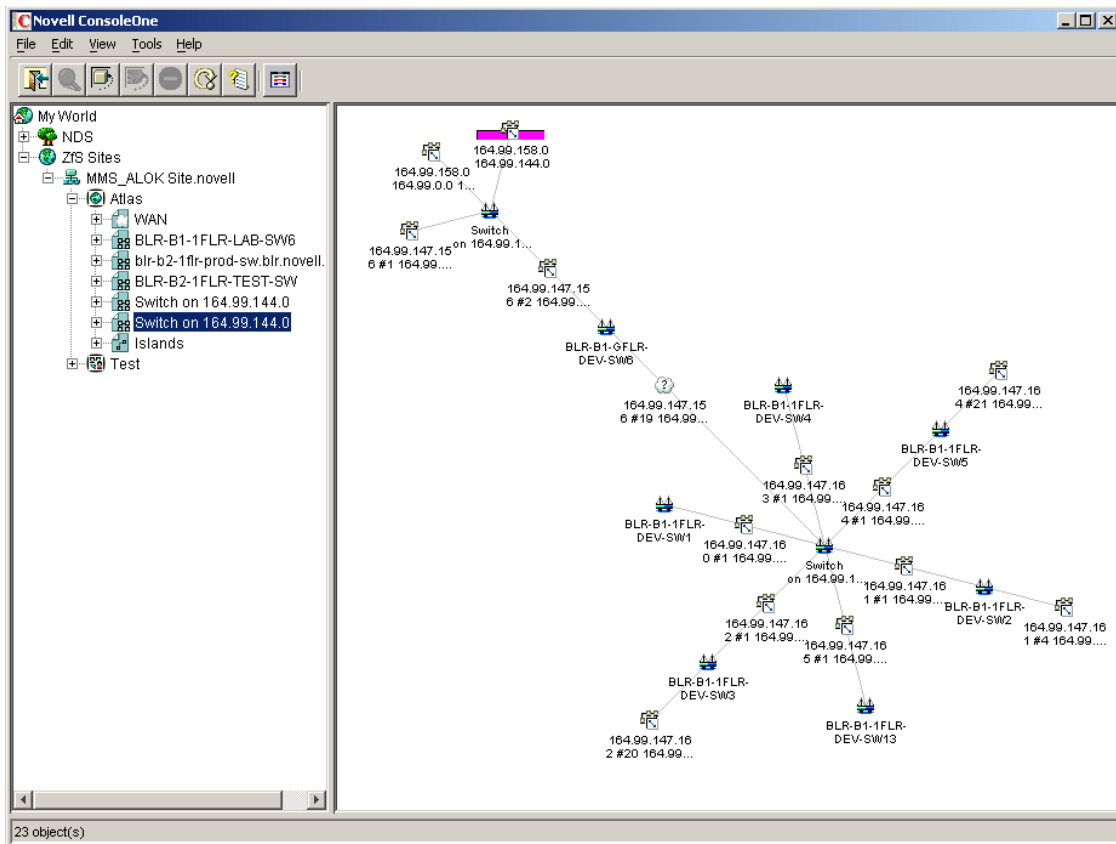 Novell ConsoleOne
File Edit View Tools Help
My World
NDS
ZfS Sites
MMS_ALOK Site.novell
Atlas
WAN
BLR-B1-1FLR-LAB-SW6
blr-b2-1flr-prod-sw.blr.novell.
BLR-B2-1FLR-TEST-SW
Switch on 164.99.144.0
Switch on 164.99.144.0
Islands
Test
164.99.158.0
164.99.144.0
164.99.158.0
164.99.0.0 1...
Switch
on 164.99.1...
164.99.147.15
6 #1 164.99....
164.99.147.15
6 #2 164.99....
BLR-B1-GFLR-
DEV-SW6
?
164.99.147.15
6 #19 164.99...
BLR-B1-1FLR-
DEV-SW4
164.99.147.16
4 #21 164.99...
BLR-B1-1FLR-
DEV-SW5
164.99.147.16
3 #1 164.99....
164.99.147.16
4 #1 164.99....
BLR-B1-1FLR-
DEV-SW1
164.99.147.16
0 #1 164.99....
Switch
on 164.99.1...
164.99.147.16
1 #1 164.99....
BLR-B1-1FLR-
DEV-SW2
164.99.147.16
1 #4 164.99....
164.99.147.16
2 #1 164.99....
164.99.147.16
5 #1 164.99....
BLR-B1-1FLR-
DEV-SW3
BLR-B1-1FLR-
DEV-SW13
164.99.147.16
2 #20 164.99...
23 object(s)